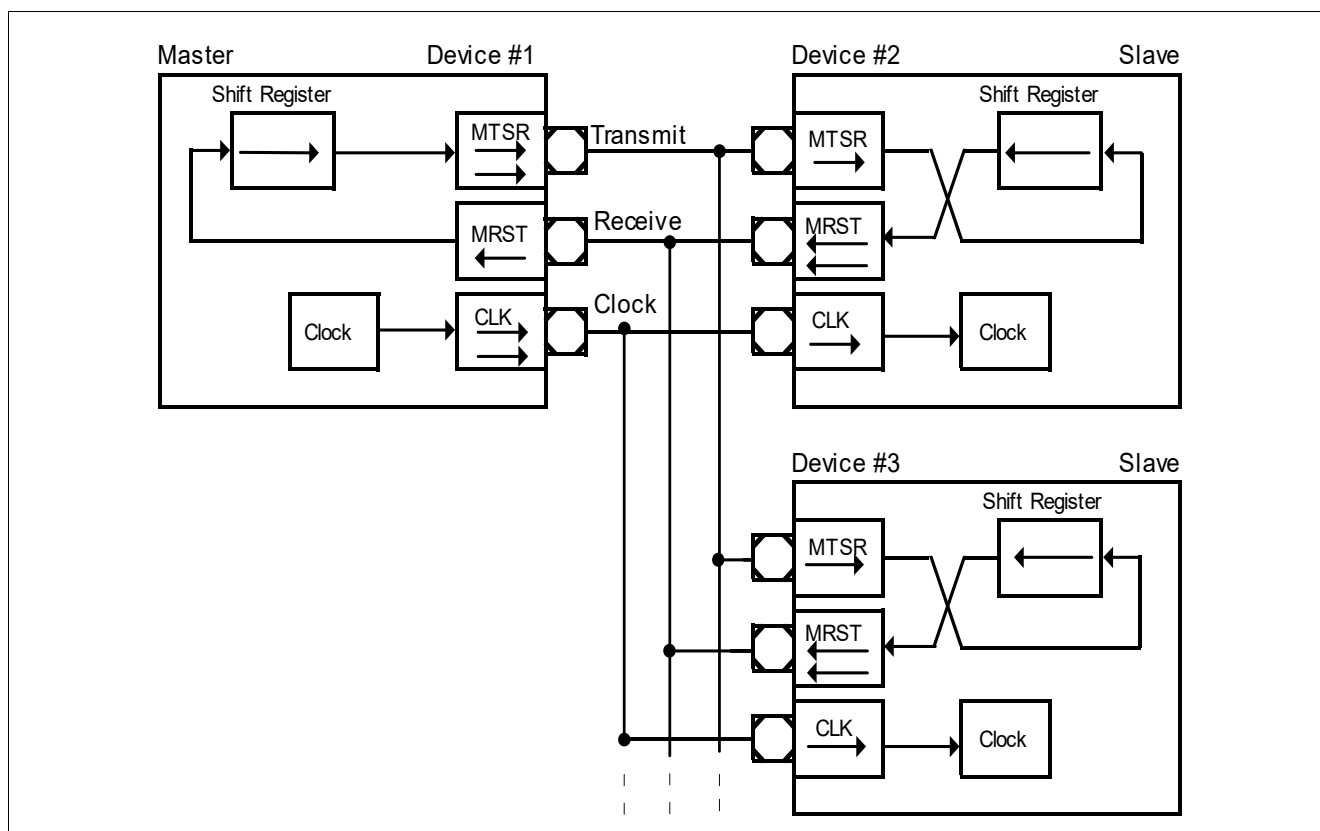 Master Device #1
Shift Register
MTSR
MRST
CLK
Clock
Transmit
Receive
Clock
Device #2 Slave
Shift Register
MTSR
MRST
CLK
Clock
Device #3 Slave
Shift Register
MTSR
MRST
CLK
Clock